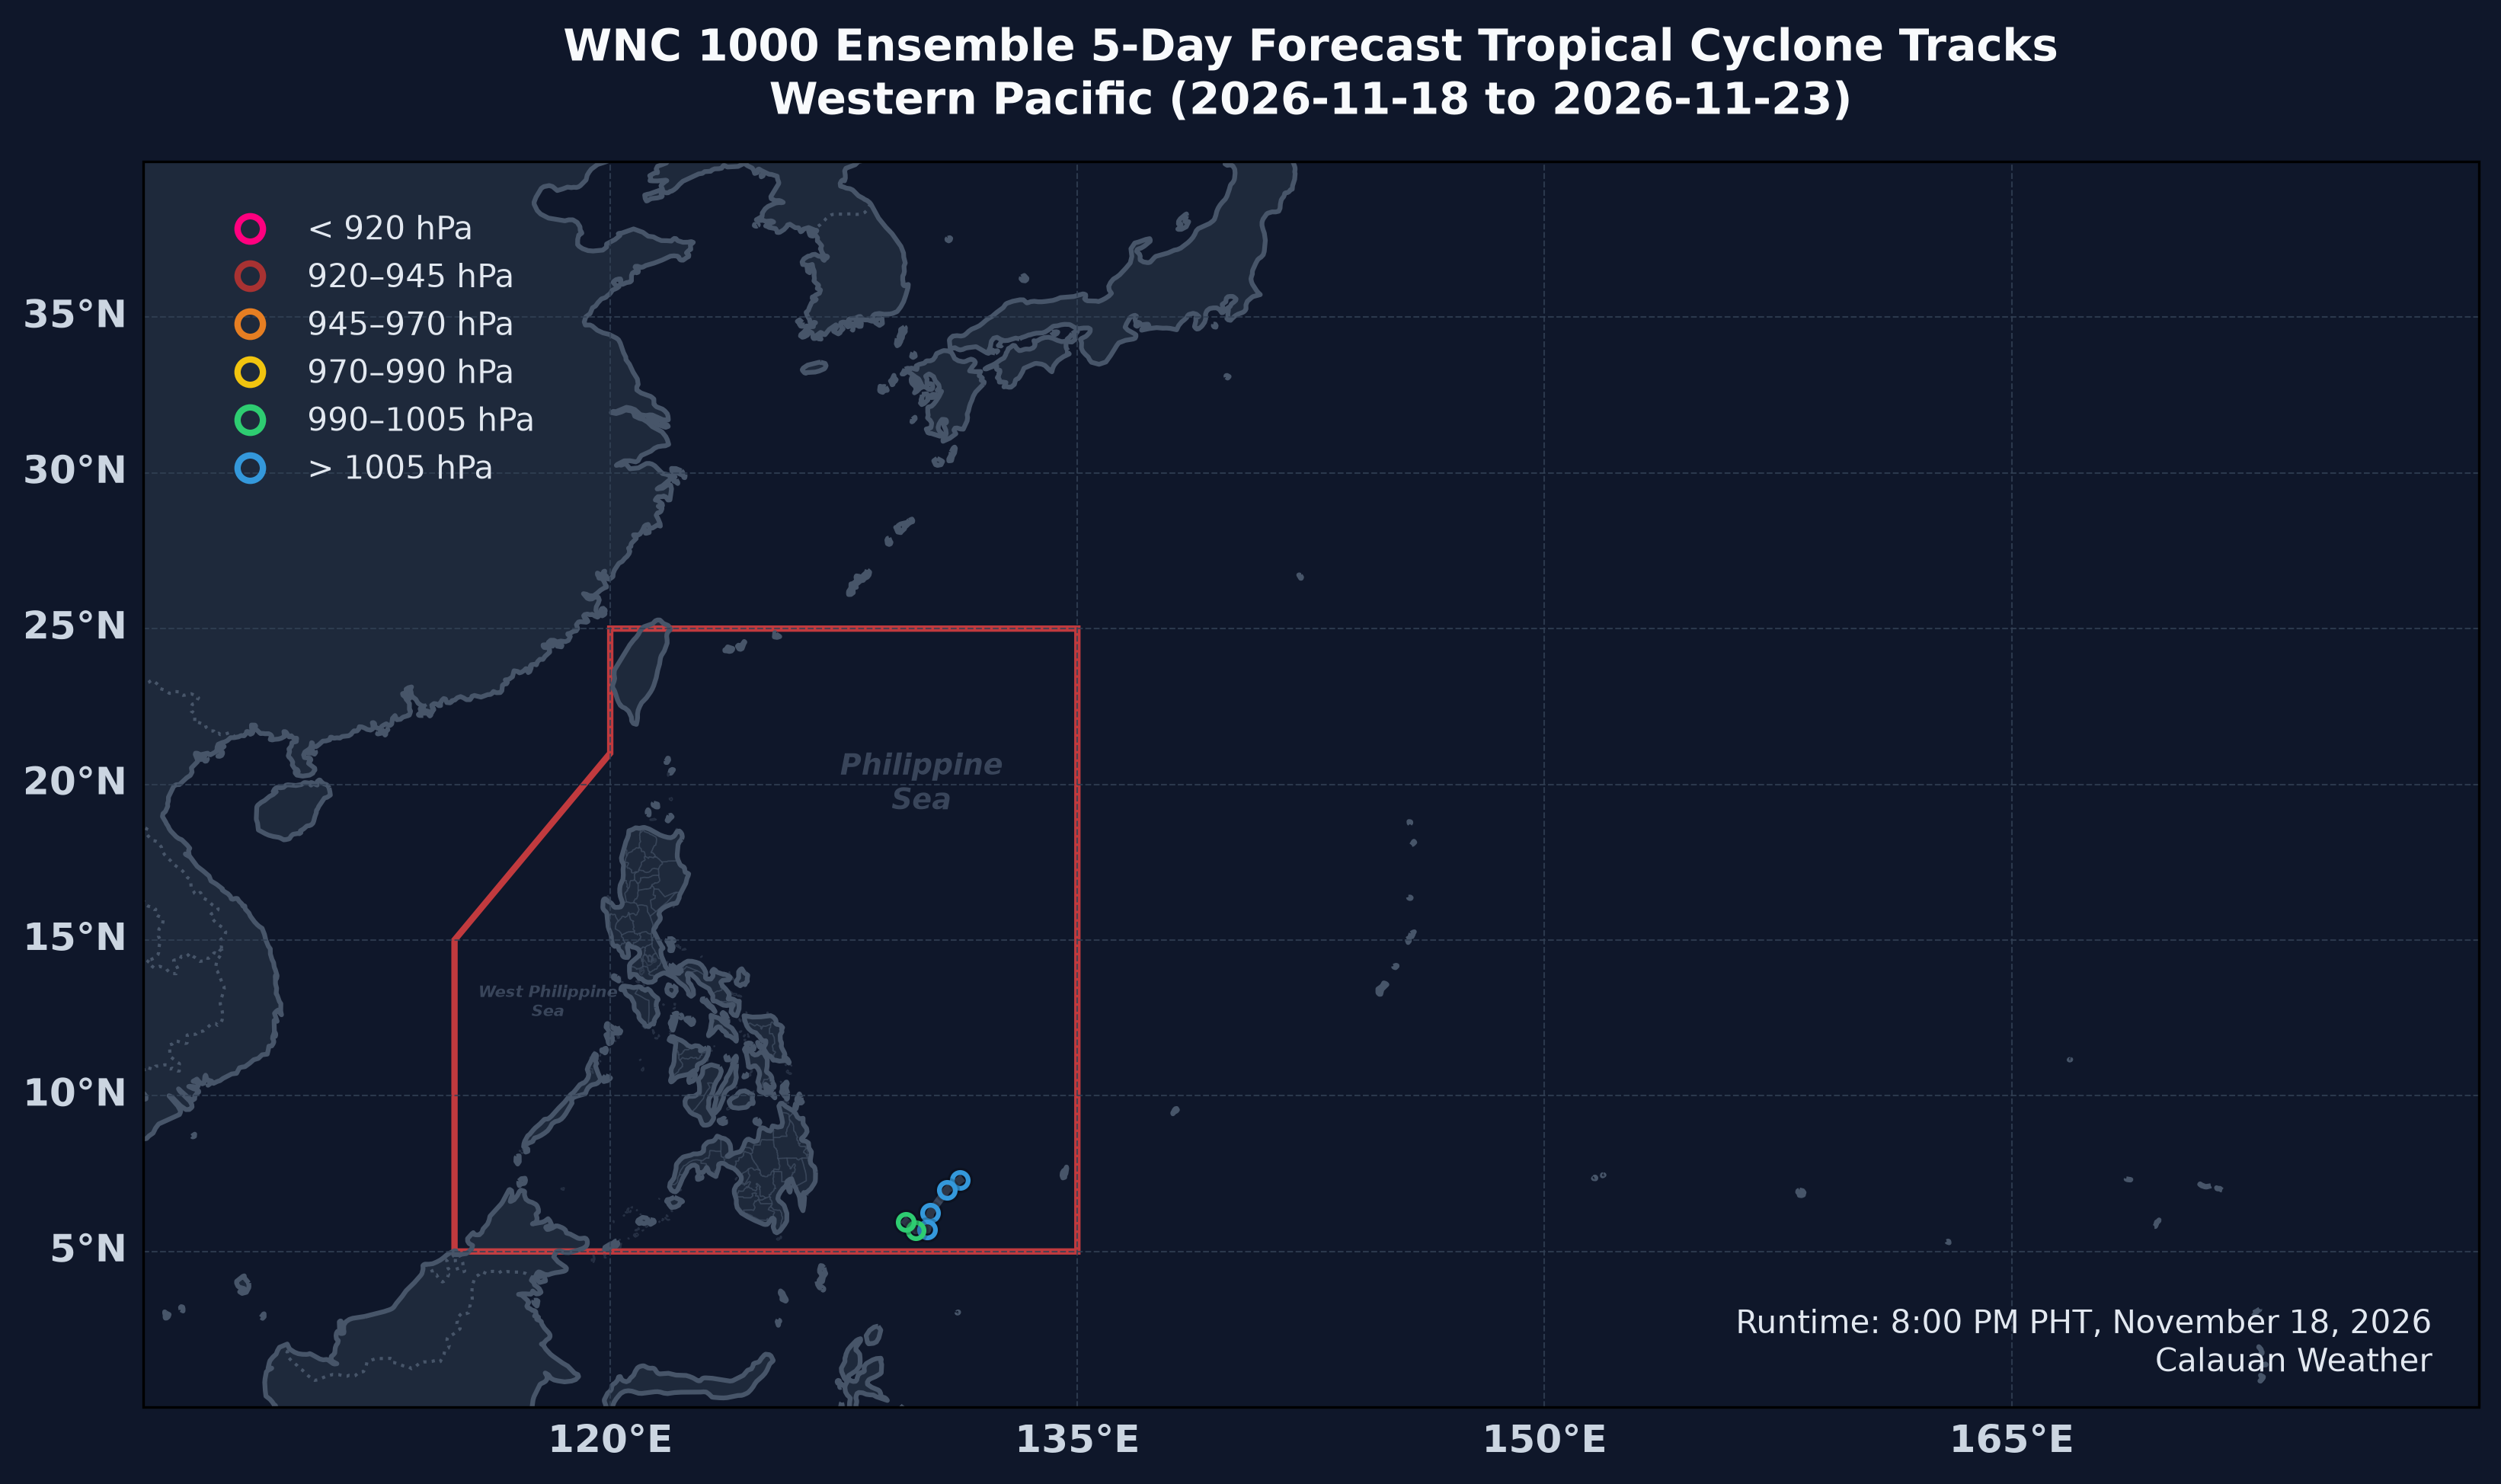 WNC 1000 Ensemble 5-Day Forecast Tropical Cyclone Tracks
Western Pacific (2026-11-18 to 2026-11-23)
< 920 hPa
920–945 hPa
945–970 hPa
970–990 hPa
990–1005 hPa
> 1005 hPa
35°N
30°N
25°N
20°N
15°N
10°N
5°N
Philippine
Sea
West Philippine
Sea
Runtime: 8:00 PM PHT, November 18, 2026
Calauan Weather
120°E
135°E
150°E
165°E